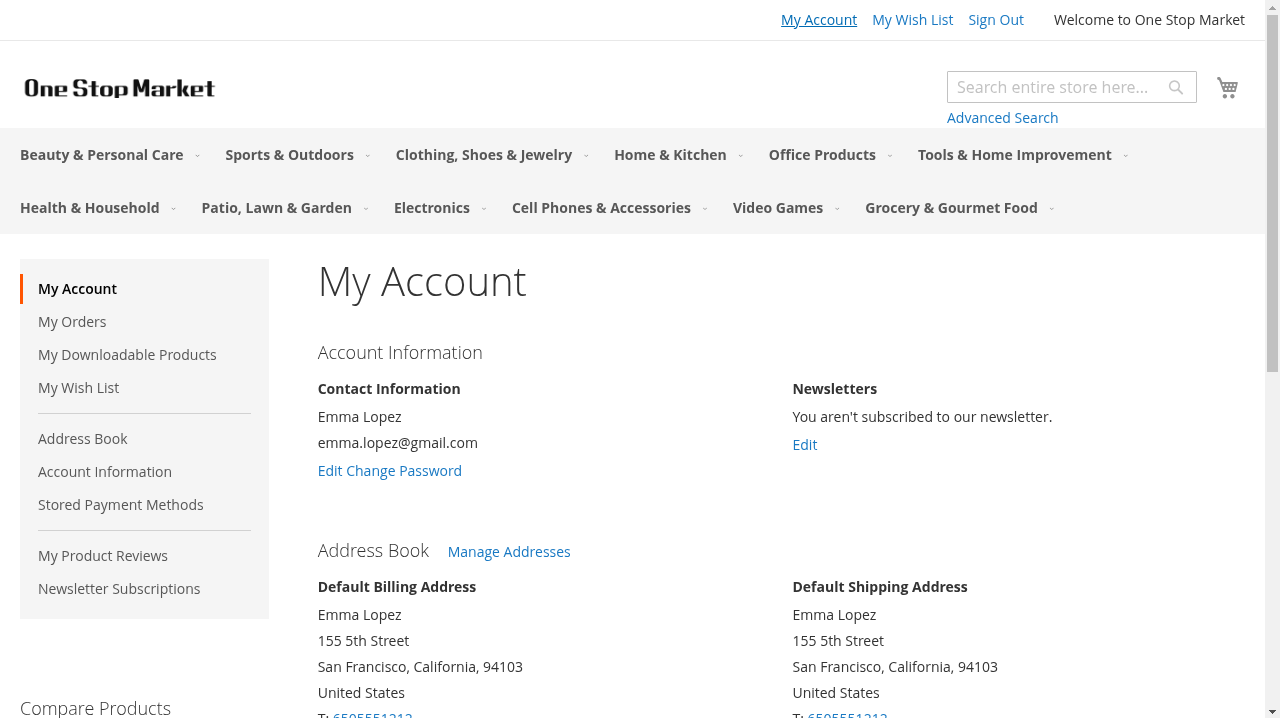 My Account My Wish List Sign Out Welcome to One Stop Market
One Stop Market
Search entire store here...
Advanced Search
Beauty & Personal Care Sports & Outdoors Clothing, Shoes & Jewelry Home & Kitchen Office Products Tools & Home Improvement
Health & Household Patio, Lawn & Garden Electronics Cell Phones & Accessories Video Games Grocery & Gourmet Food
My Account
My Orders
My Downloadable Products
My Wish List
Address Book
Account Information
Stored Payment Methods
My Product Reviews
Newsletter Subscriptions
Compare Products
My Account
Account Information
Contact Information
Emma Lopez
emma.lopez@gmail.com
Edit Change Password
Newsletters
You aren't subscribed to our newsletter.
Edit
Address Book Manage Addresses
Default Billing Address
Emma Lopez
155 5th Street
San Francisco, California, 94103
United States
T: 6505551212
Default Shipping Address
Emma Lopez
155 5th Street
San Francisco, California, 94103
United States
T: 6505551212